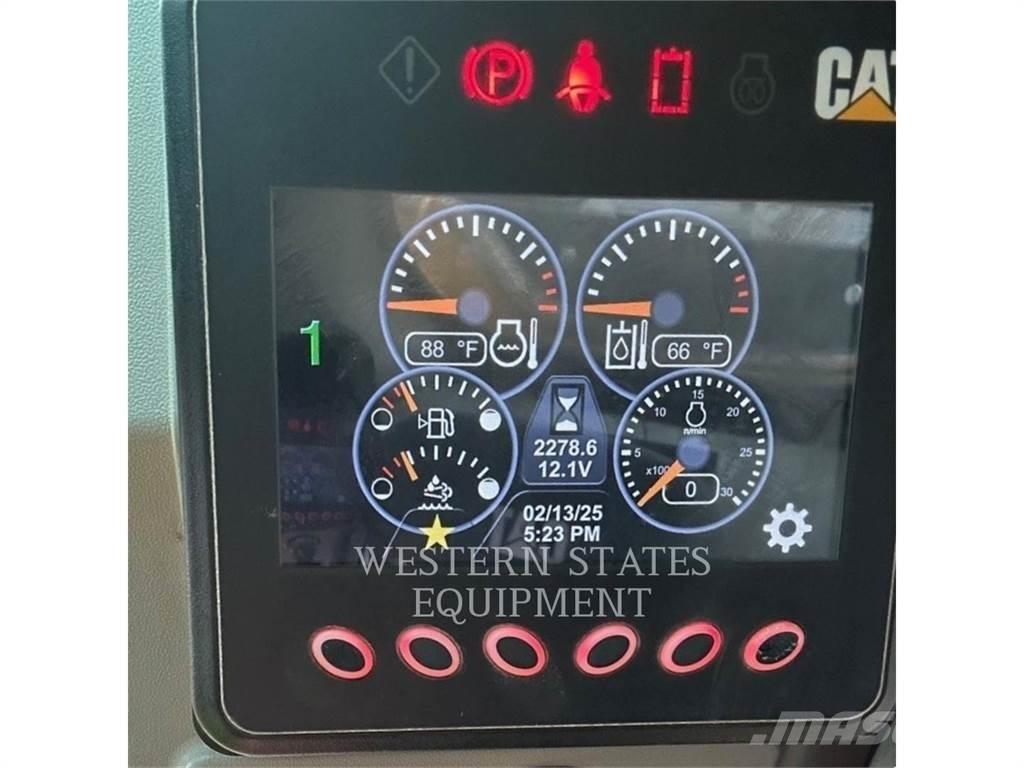 P
CAT
1
88 °F
66 °F
2278.6
12.1V
5
10
15
20
25
30
n/min
x100
0
02/13/25
5:23 PM
WESTERN STATES
EQUIPMENT